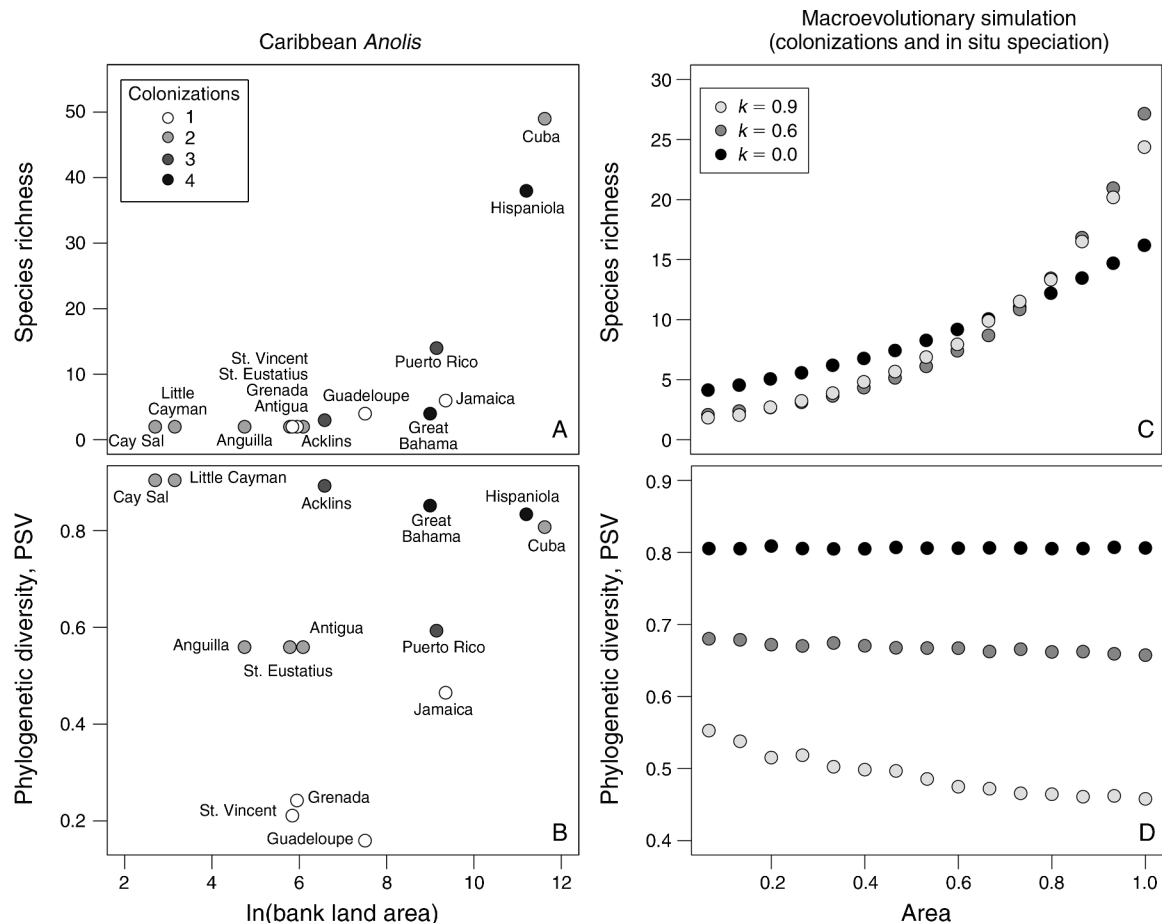 Caribbean Anolis
Macroevolutionary simulation
(colonizations and in situ speciation)
Species richness
50
40
30
20
10
0
Colonizations
1
2
3
4
Cuba
Hispaniola
Puerto Rico
St. Vincent
St. Eustatius
Grenada
Antigua
Little
Cayman
Guadeloupe
Jamaica
Cay Sal
Anguilla
Acklins
Great
Bahama
A
Species richness
30
25
20
15
10
5
0
k = 0.9
k = 0.6
k = 0.0
C
Phylogenetic diversity, PSV
0.8
0.6
0.4
0.2
Cay Sal
Little Cayman
Acklins
Great
Bahama
Hispaniola
Cuba
Anguilla
Antigua
St. Eustatius
Puerto Rico
Jamaica
Grenada
St. Vincent
Guadeloupe
B
2
4
6
8
10
12
ln(bank land area)
Phylogenetic diversity, PSV
0.9
0.8
0.7
0.6
0.5
0.4
D
0.2
0.4
0.6
0.8
1.0
Area